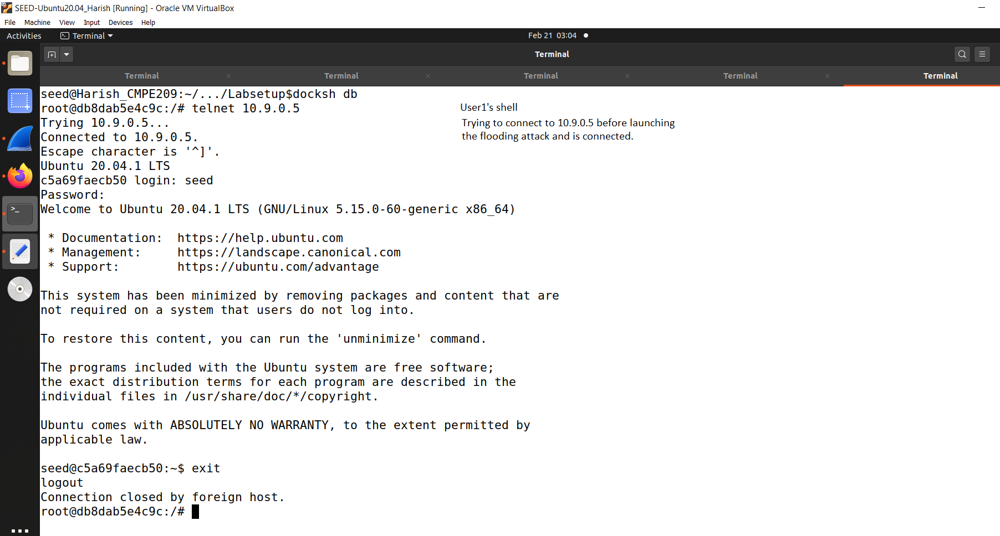 SEED-Ubuntu20.04_Harish [Running] - Oracle VM VirtualBox
File Machine View Input Devices Help
Activities Terminal Feb 21 03:04
Terminal
Terminal Terminal Terminal Terminal Terminal
seed@Harish_CMPE209:~/.../Labsetup$docksh db
root@db8dab5e4c9c:/# telnet 10.9.0.5
User1's shell
Trying 10.9.0.5...
Trying to connect to 10.9.0.5 before launching
Connected to 10.9.0.5.
the flooding attack and is connected.
Escape character is '^]'.
Ubuntu 20.04.1 LTS
c5a69faecb50 login: seed
Password:
Welcome to Ubuntu 20.04.1 LTS (GNU/Linux 5.15.0-60-generic x86_64)
* Documentation: https://help.ubuntu.com
* Management: https://landscape.canonical.com
* Support: https://ubuntu.com/advantage
This system has been minimized by removing packages and content that are
not required on a system that users do not log into.
To restore this content, you can run the 'unminimize' command.
The programs included with the Ubuntu system are free software;
the exact distribution terms for each program are described in the
individual files in /usr/share/doc/*/copyright.
Ubuntu comes with ABSOLUTELY NO WARRANTY, to the extent permitted by
applicable law.
seed@c5a69faecb50:~$ exit
logout
Connection closed by foreign host.
root@db8dab5e4c9c:/#